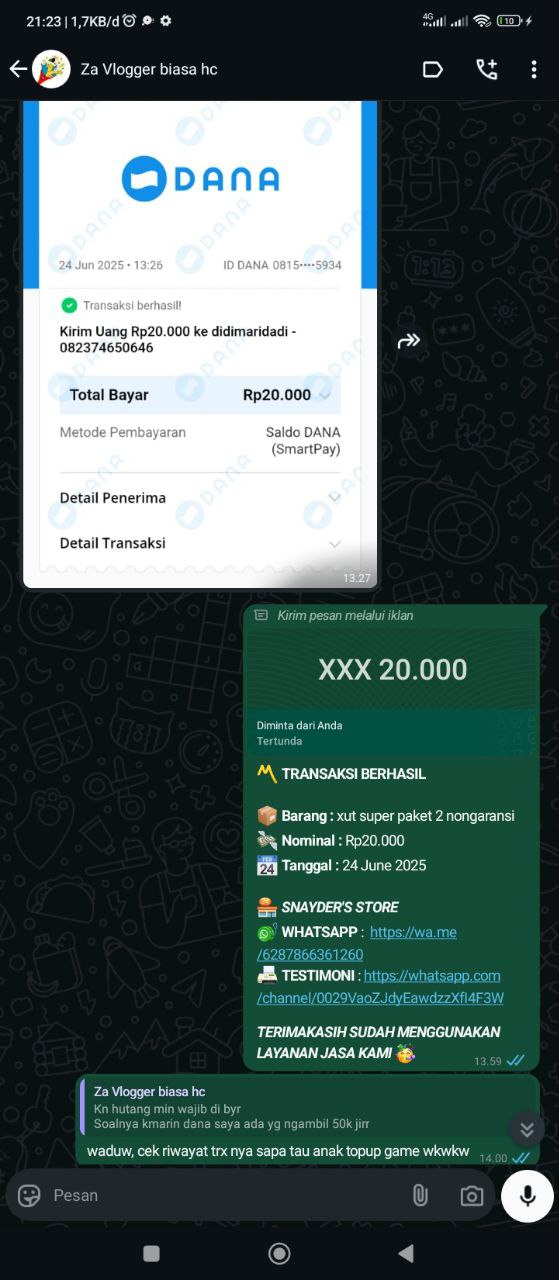 21:23 | 1,7KB/d
4G
10
Za Vlogger biasa hc
DANA
24 Jun 2025 • 13:26
ID DANA 0815••••5934
Transaksi berhasil!
Kirim Uang Rp20.000 ke didimaridadi -
082374650646
Total Bayar
Rp20.000
Metode Pembayaran
Saldo DANA
(SmartPay)
Detail Penerima
Detail Transaksi
13.27
Kirim pesan melalui iklan
XXX 20.000
Diminta dari Anda
Tertunda
TRANSAKSI BERHASIL
Barang : xut super paket 2 nongaransi
Nominal : Rp20.000
Tanggal : 24 June 2025
SNAYDER'S STORE
WHATSAPP : https://wa.me
/6287866361260
TESTIMONI : https://whatsapp.com
/channel/0029VaoZJdyEawdzzXfI4F3W
TERIMAKASIH SUDAH MENGGUNAKAN
LAYANAN JASA KAMI
13.59
Za Vlogger biasa hc
Kn hutang min wajib di byr
Soalnya kmarin dana saya ada yg ngambil 50k jirr
waduw, cek riwayat trx nya sapa tau anak topup game wkwkw
14.00
Pesan